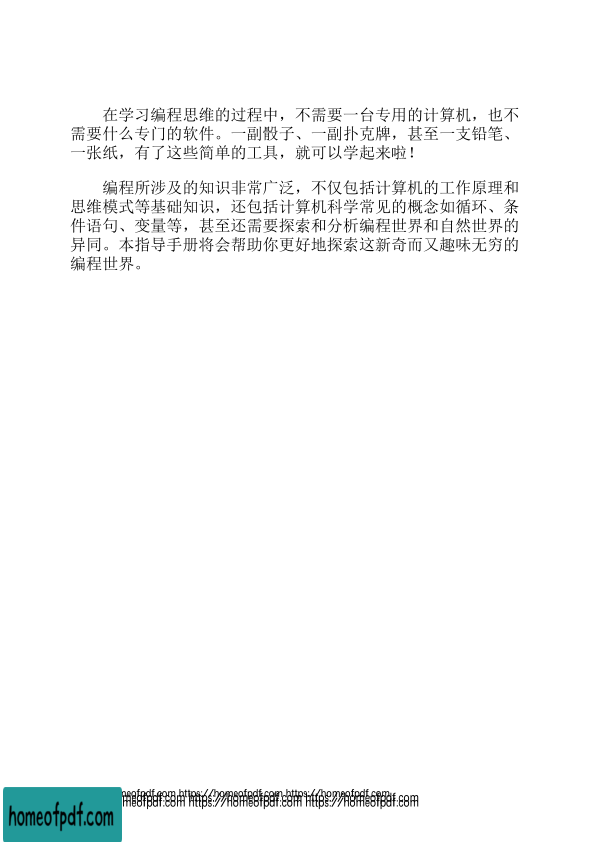 在学习编程思维的过程中，不需要一台专用的计算机，也不
需要什么专门的软件。一副骰子、一副扑克牌，甚至一支铅笔、
一张纸，有了这些简单的工具，就可以学起来啦！
编程所涉及的知识非常广泛，不仅包括计算机的工作原理和
思维模式等基础知识，还包括计算机科学常见的概念如循环、条
件语句、变量等，甚至还需要探索和分析编程世界和自然世界的
异同。本指导手册将会帮助你更好地探索这新奇而又趣味无穷的
编程世界。
meofpdf.com https://homeofpdf.com https://homeofpdf.com
meofpdf.com https://homeofpdf.com https://homeofpdf.com
homeofpdf.com